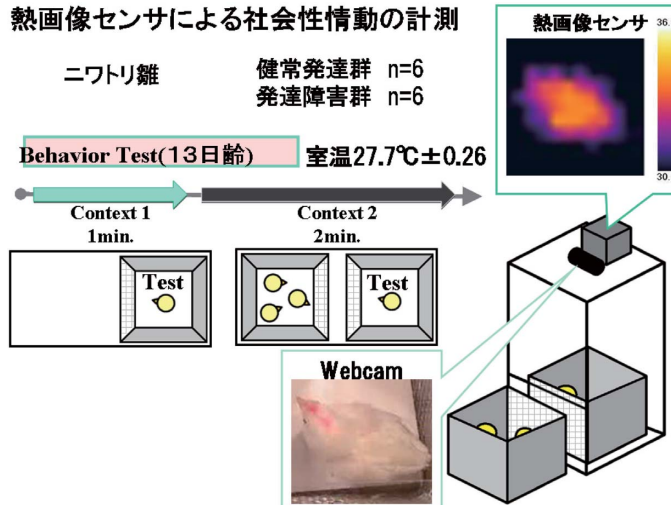 熱画像センサによる社会性情動の計測
熱画像センサ
ニワトリ雛
健常発達群 n=6
発達障害群 n=6
36.
30.
Behavior Test(13日齢)
室温27.7℃±0.26
Context 1
1min.
Context 2
2min.
Test
Test
Webcam